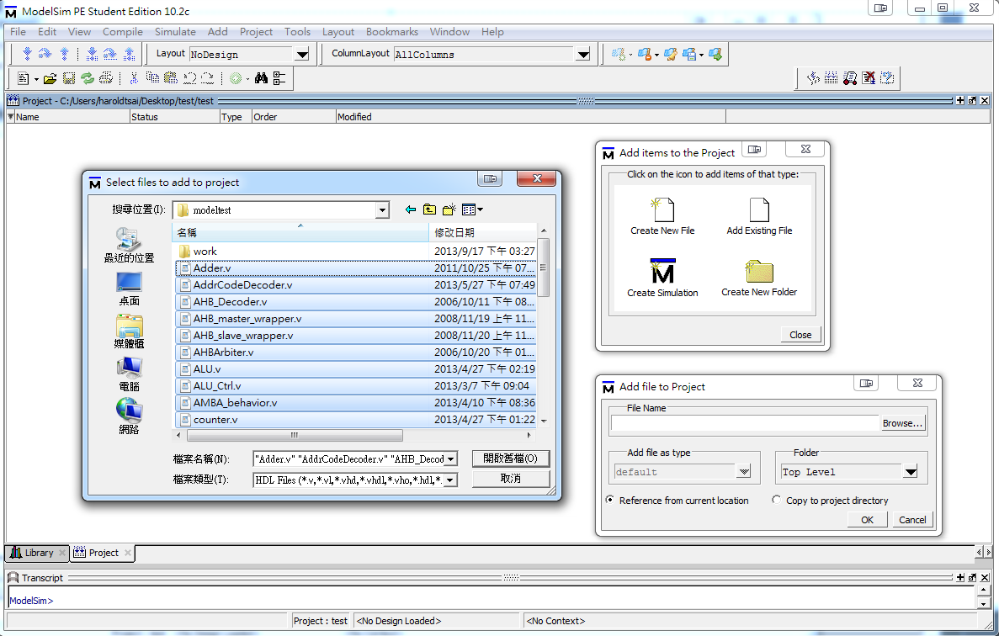 ModelSim PE Student Edition 10.2c
File Edit View Compile Simulate Add Project Tools Layout Bookmarks Window Help
Layout NoDesign ColumnLayout AllColumns
Project - C:/Users/haroldtsai/Desktop/test/test
Name Status Type Order Modified
Select files to add to project
搜尋位置(I): modeltest
名稱 修改日期
work 2013/9/17 下午 03:27
Adder.v 2011/10/25 下午 07...
AddrCodeDecoder.v 2013/5/27 下午 07:49
AHB_Decoder.v 2006/10/11 下午 08...
AHB_master_wrapper.v 2008/11/19 上午 11...
AHB_slave_wrapper.v 2008/11/20 上午 11...
AHBArbiter.v 2006/10/20 下午 01...
ALU.v 2013/4/27 下午 02:19
ALU_Ctrl.v 2013/3/7 下午 09:04
AMBA_behavior.v 2013/4/10 下午 08:36
counter.v 2013/4/27 下午 01:22
最近的位置
桌面
媒體櫃
電腦
網路
檔案名稱(N): "Adder.v" "AddrCodeDecoder.v" "AHB_Decod 開啟舊檔(O)
檔案類型(T): HDL Files (*.v,*.vl,*.vhd,*.vhdl,*.vho,*.hdl,*. 取消
Add items to the Project
Click on the icon to add items of that type:
Create New File Add Existing File
Create Simulation Create New Folder
Close
Add file to Project
File Name
Browse...
Add file as type Folder
default Top Level
Reference from current location Copy to project directory
OK Cancel
Library Project
Transcript
ModelSim>
Project : test <No Design Loaded> <No Context>